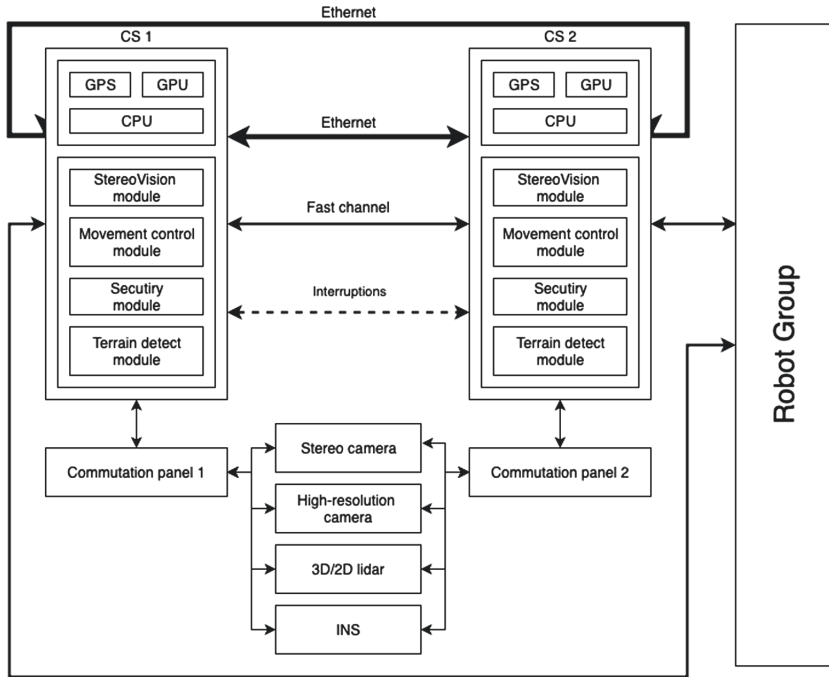 Ethernet
CS 1
CS 2
GPS
GPU
CPU
GPS
GPU
CPU
Ethernet
StereoVision
module
Movement control
module
Secutiry
module
Terrain detect
module
Fast channel
Interruptions
StereoVision
module
Movement control
module
Secutiry
module
Terrain detect
module
Robot Group
Commutation panel 1
Stereo camera
High-resolution
camera
3D/2D lidar
INS
Commutation panel 2